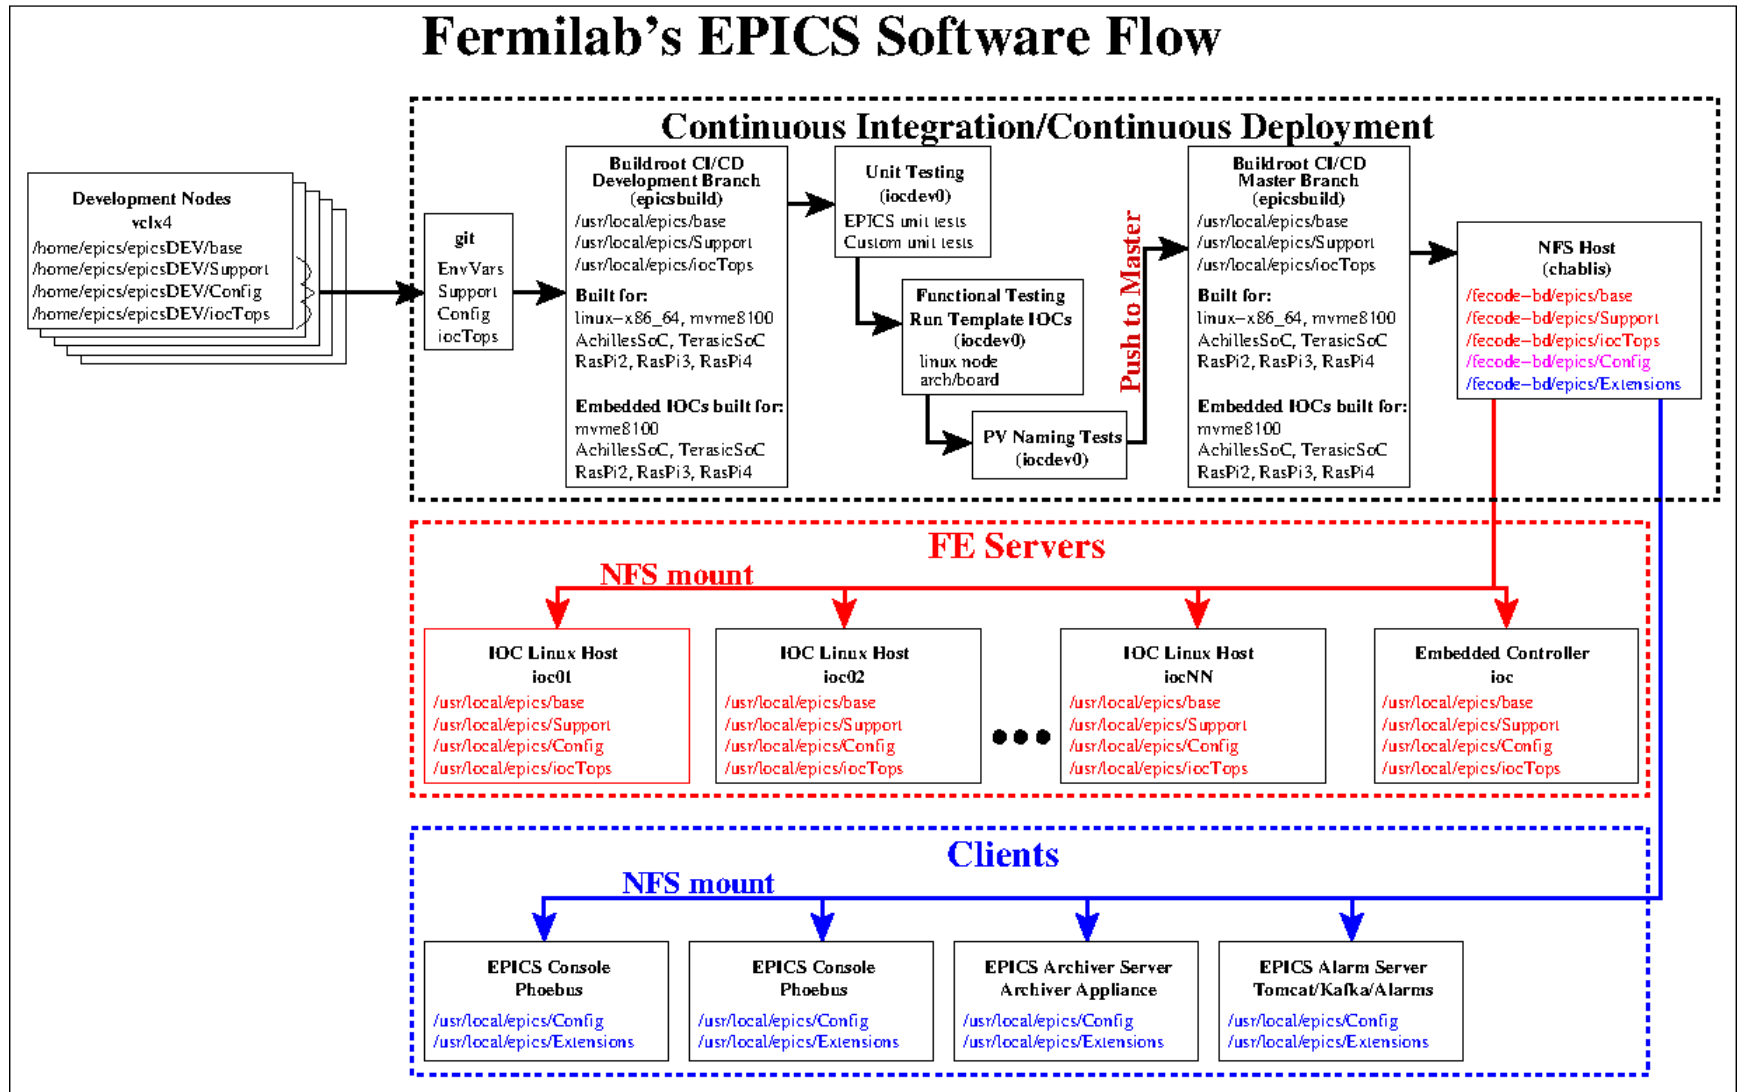 Fermilab's EPICS Software Flow
Continuous Integration/Continuous Deployment
Development Nodes
vclx4
/home/epics/epicsDEV/base
/home/epics/epicsDEV/Support
/home/epics/epicsDEV/Config
/home/epics/epicsDEV/iocTops
git
EnvVars
Support
Config
iocTops
Buildroot CI/CD
Development Branch
(epicsbuild)
/usr/local/epics/base
/usr/local/epics/Support
/usr/local/epics/iocTops
Built for:
linux-x86_64, mvme8100
AchillesSoC, TerasicSoC
RasPi2, RasPi3, RasPi4
Embedded IOCs built for:
mvme8100
AchillesSoC, TerasicSoC
RasPi2, RasPi3, RasPi4
Unit Testing
(iocdev0)
EPICS unit tests
Custom unit tests
Functional Testing
Run Template IOCs
(iocdev0)
linux node
arch/board
PV Naming Tests
(iocdev0)
Push to Master
Buildroot CI/CD
Master Branch
(epicsbuild)
/usr/local/epics/base
/usr/local/epics/Support
/usr/local/epics/iocTops
Built for:
linux-x86_64, mvme8100
AchillesSoC, TerasicSoC
RasPi2, RasPi3, RasPi4
Embedded IOCs built for:
mvme8100
AchillesSoC, TerasicSoC
RasPi2, RasPi3, RasPi4
NFS Host
(chablis)
/fecode-bd/epics/base
/fecode-bd/epics/Support
/fecode-bd/epics/iocTops
/fecode-bd/epics/Config
/fecode-bd/epics/Extensions
FE Servers
NFS mount
IOC Linux Host
ioc01
/usr/local/epics/base
/usr/local/epics/Support
/usr/local/epics/Config
/usr/local/epics/iocTops
IOC Linux Host
ioc02
/usr/local/epics/base
/usr/local/epics/Support
/usr/local/epics/Config
/usr/local/epics/iocTops
IOC Linux Host
iocNN
/usr/local/epics/base
/usr/local/epics/Support
/usr/local/epics/Config
/usr/local/epics/iocTops
Embedded Controller
ioc
/usr/local/epics/base
/usr/local/epics/Support
/usr/local/epics/Config
/usr/local/epics/iocTops
Clients
NFS mount
EPICS Console
Phoebus
/usr/local/epics/Config
/usr/local/epics/Extensions
EPICS Console
Phoebus
/usr/local/epics/Config
/usr/local/epics/Extensions
EPICS Archiver Server
Archiver Appliance
/usr/local/epics/Config
/usr/local/epics/Extensions
EPICS Alarm Server
Tomcat/Kafka/Alarms
/usr/local/epics/Config
/usr/local/epics/Extensions